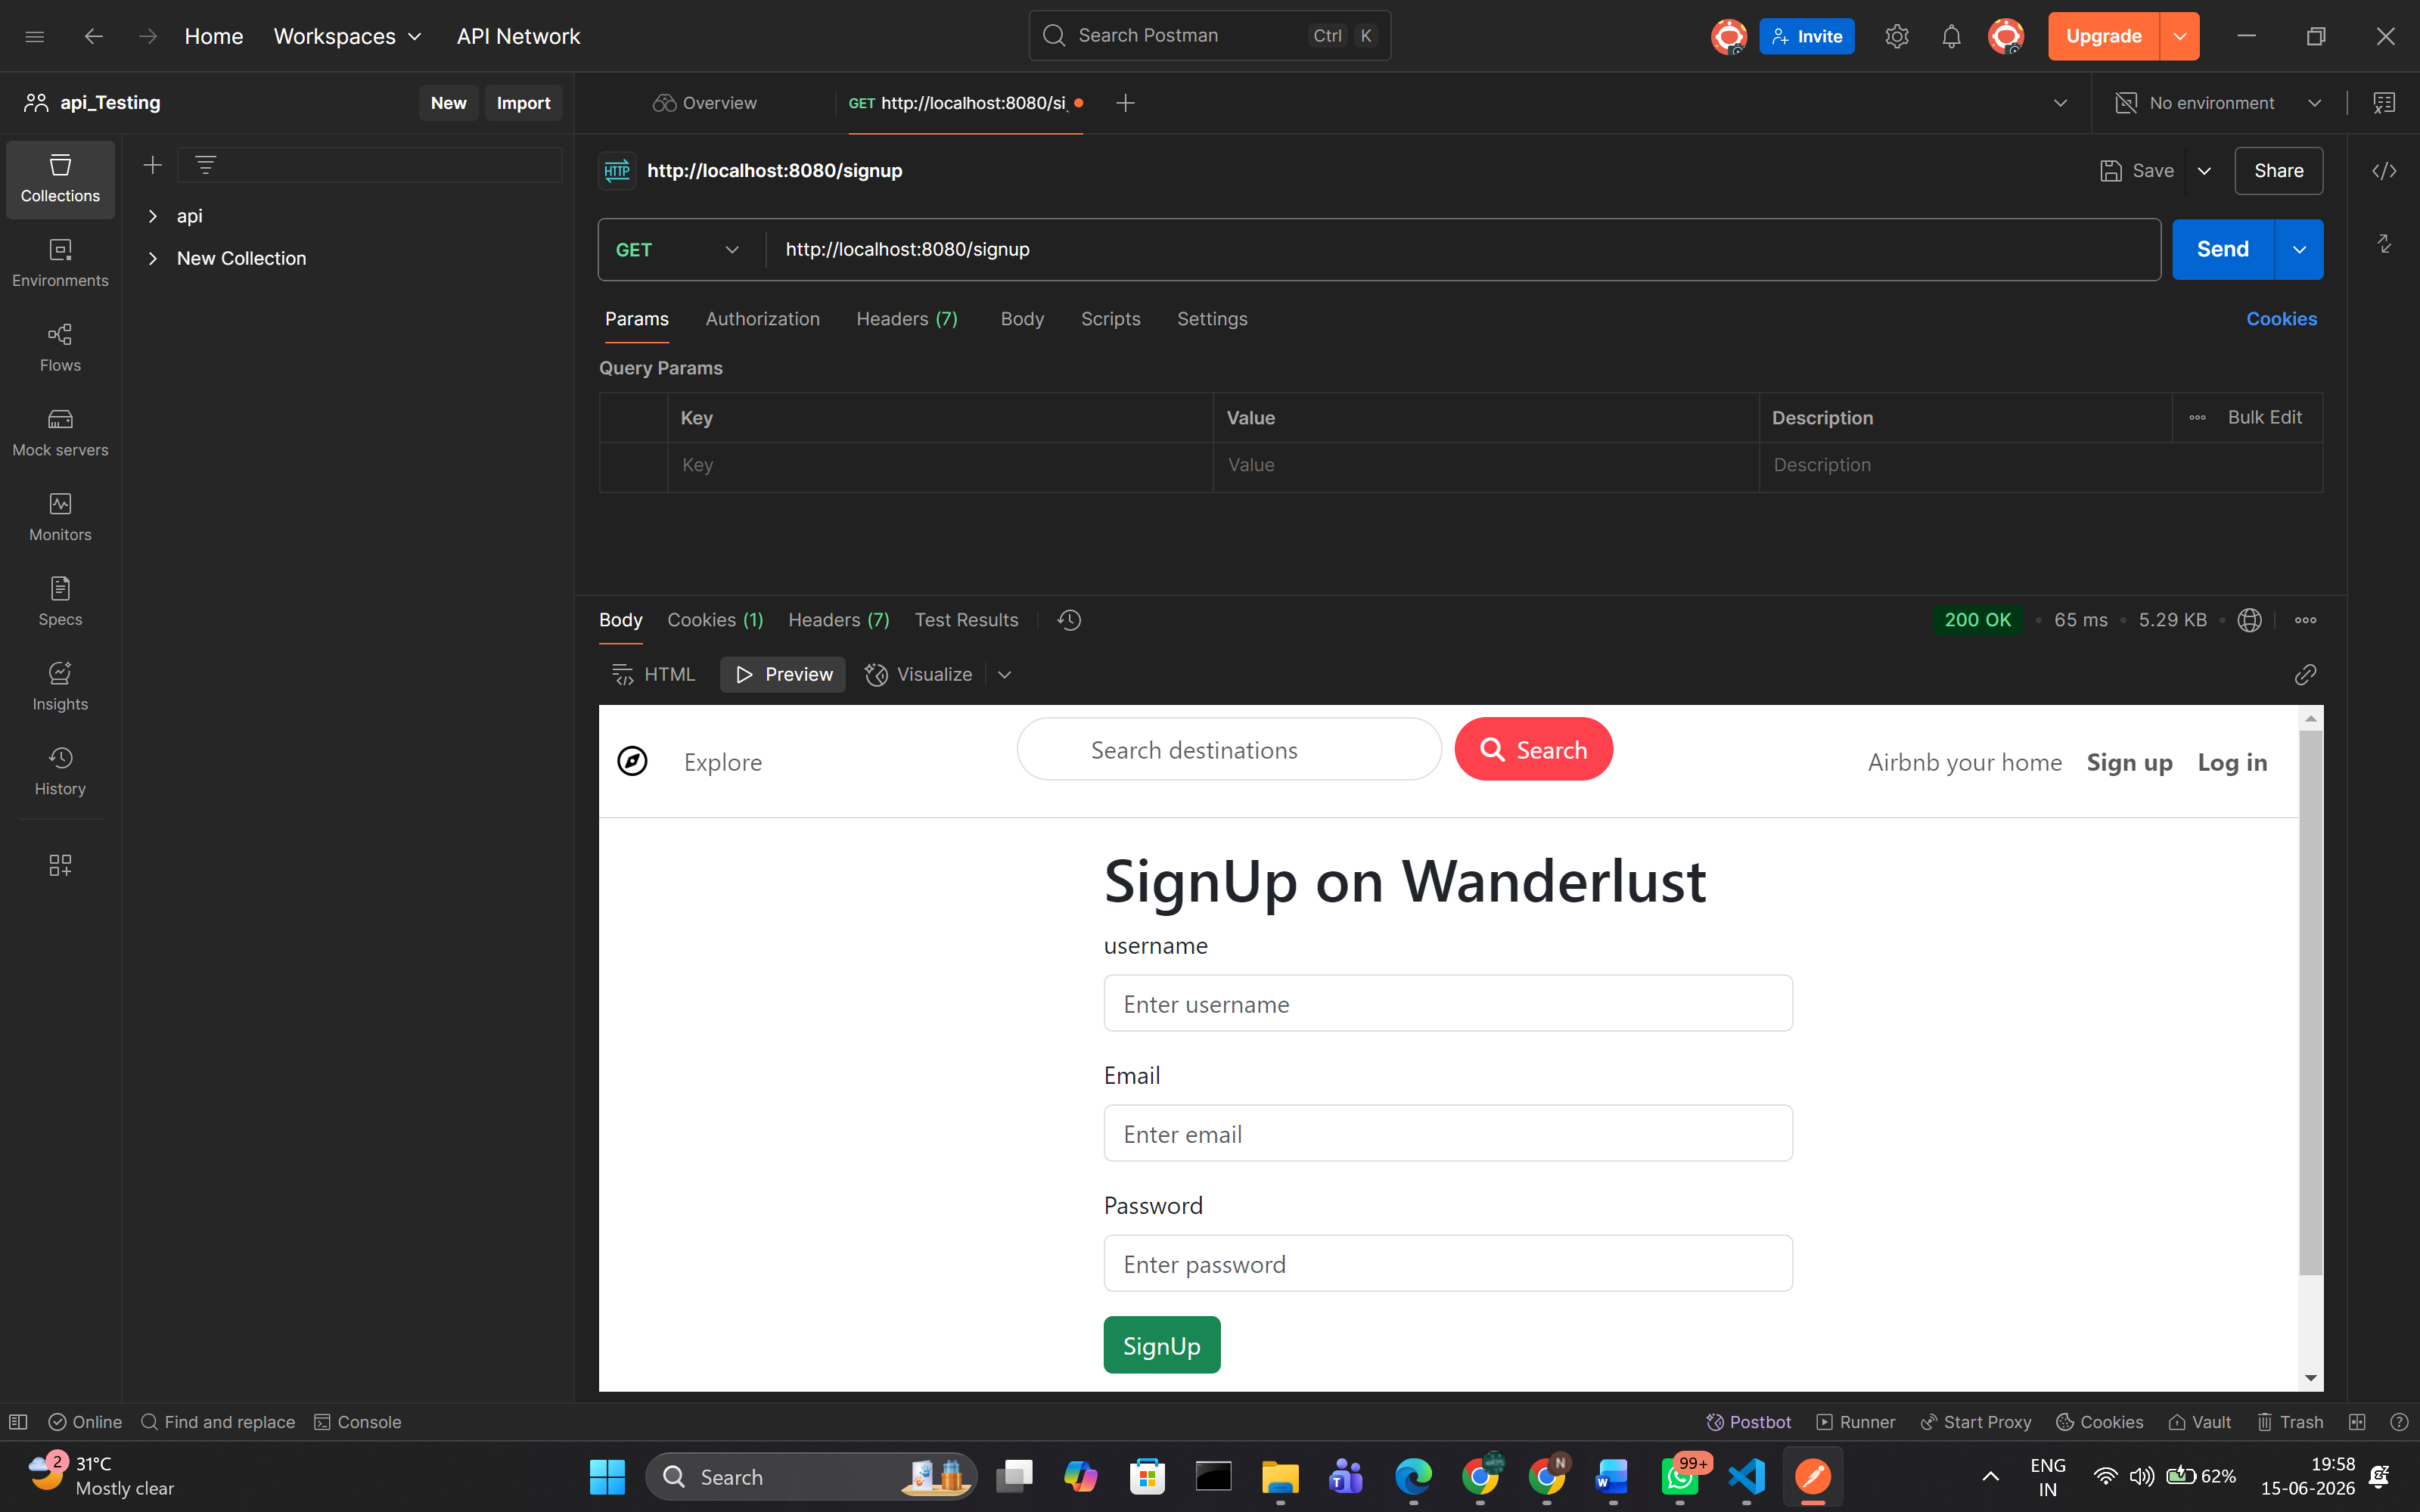 Home Workspaces API Network Search Postman Ctrl K Invite Upgrade
api_Testing New Import Overview GET http://localhost:8080/si No environment
Collections
Environments
Flows
Mock servers
Monitors
Specs
Insights
History
api
New Collection
HTTP http://localhost:8080/signup Save Share
GET http://localhost:8080/signup Send
Params Authorization Headers (7) Body Scripts Settings Cookies
Query Params
Key Value Description Bulk Edit
Key Value Description
Body Cookies (1) Headers (7) Test Results 200 OK 65 ms 5.29 KB
HTML Preview Visualize
Explore Search destinations Search Airbnb your home Sign up Log in
SignUp on Wanderlust
username
Enter username
Email
Enter email
Password
Enter password
SignUp
Online Find and replace Console Postbot Runner Start Proxy Cookies Vault Trash
2 31°C Search N 99+ ENG 62% 19:58
Mostly clear IN 15-06-2026